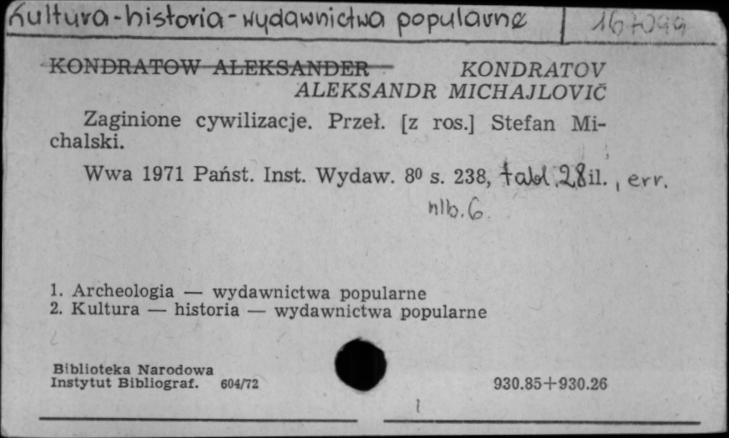 Kultura-historia-wydawnictwa popularne
KONDRATOW ALEKSANDER KONDRATOV
ALEKSANDR MICHAJLOVIČ
Zaginione cywilizacje. Przeł. [z ros.] Stefan Mi-
chalski.
Wwa 1971 Państ. Inst. Wydaw. 8⁰ s. 238, tabl. 28 il., err.
nlb. 6
1. Archeologia — wydawnictwa popularne
2. Kultura — historia — wydawnictwa popularne
Biblioteka Narodowa
Instytut Bibliograf. 604/72 930.85+930.26